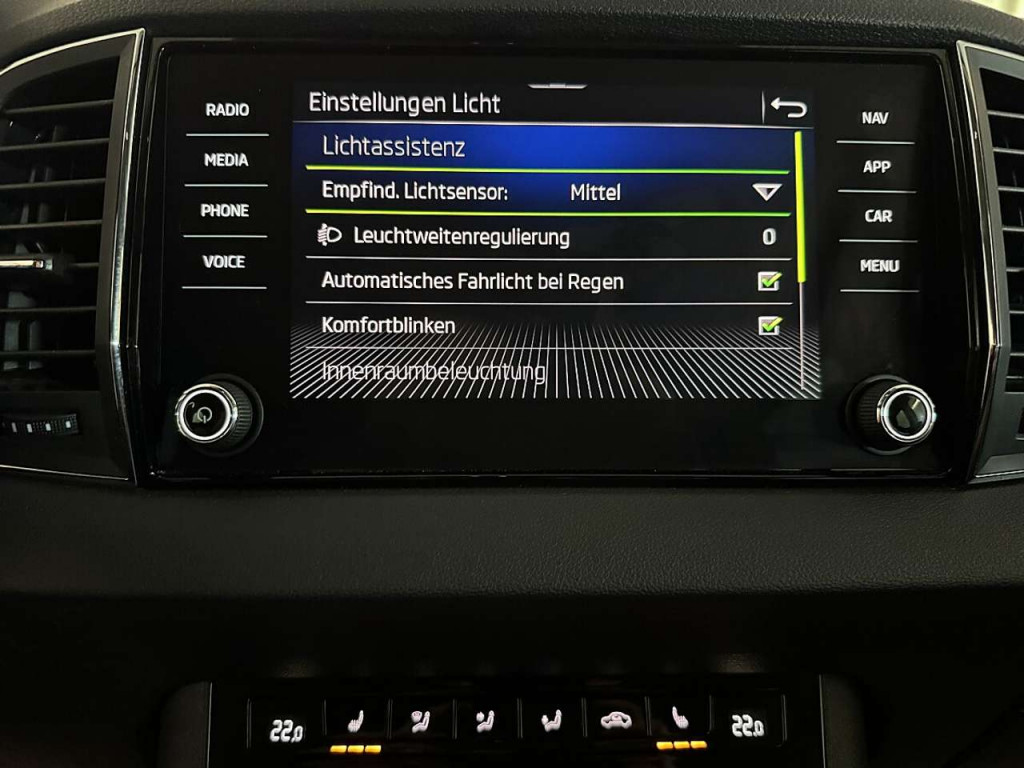 RADIO
MEDIA
PHONE
VOICE
Einstellungen Licht
Lichtassistenz
Empfind. Lichtsensor: Mittel
Leuchtweitenregulierung 0
Automatisches Fahrlicht bei Regen
Komfortblinken
Innenraumbeleuchtung
NAV
APP
CAR
MENU
22.0
22.0